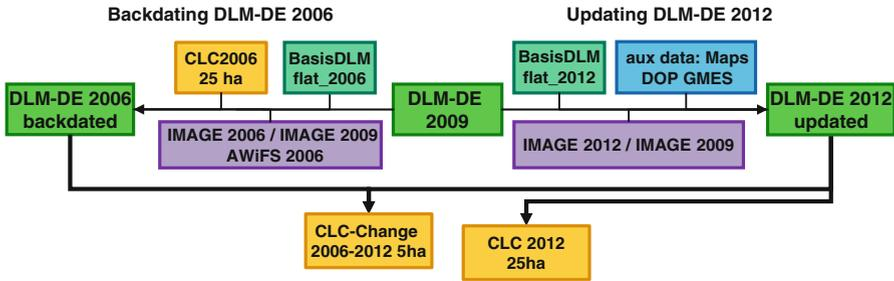 Backdating DLM-DE 2006
Updating DLM-DE 2012
CLC2006
25 ha
BasisDLM
flat_2006
BasisDLM
flat_2012
aux data: Maps
DOP GMES
DLM-DE 2006
backdated
DLM-DE
2009
DLM-DE 2012
updated
IMAGE 2006 / IMAGE 2009
AWiFS 2006
IMAGE 2012 / IMAGE 2009
CLC-Change
2006-2012 5ha
CLC 2012
25ha